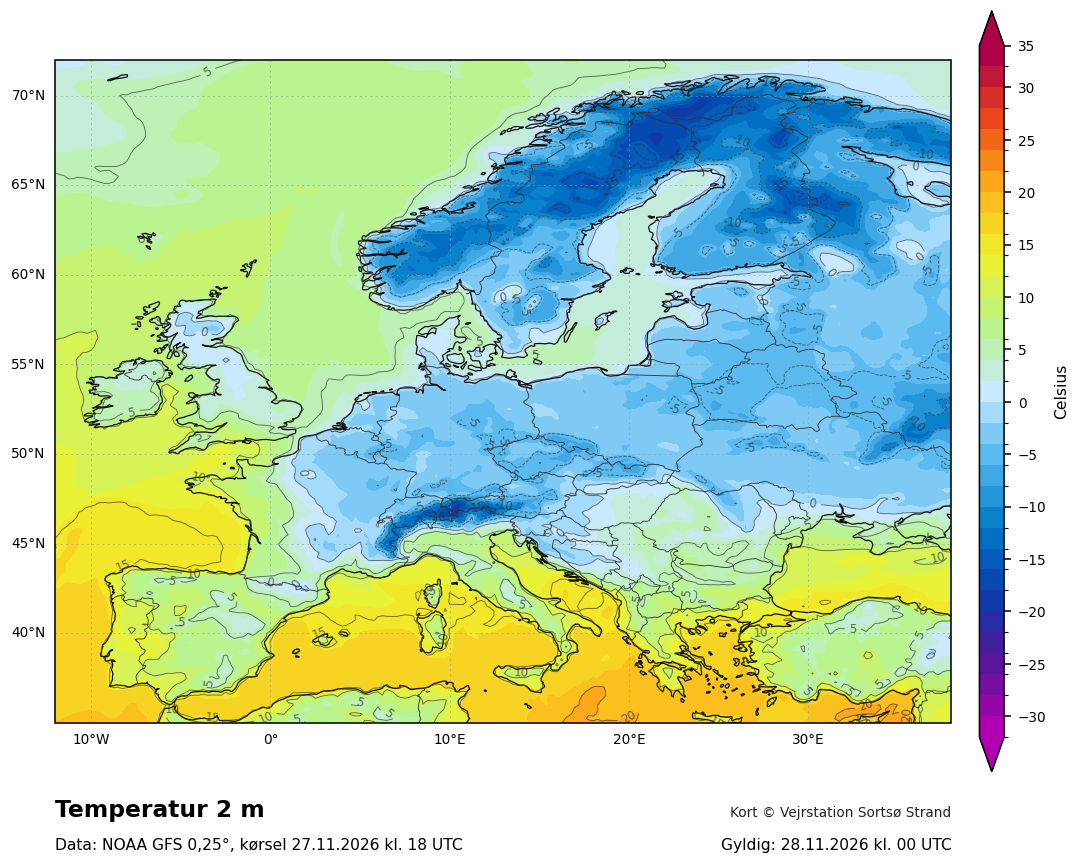 70°N
65°N
60°N
55°N
50°N
45°N
40°N
10°W
0°
10°E
20°E
30°E
35
30
25
20
15
10
5
0
−5
−10
−15
−20
−25
−30
Celsius
Temperatur 2 m
Kort © Vejrstation Sortsø Strand
Data: NOAA GFS 0,25°, kørsel 27.11.2026 kl. 18 UTC
Gyldig: 28.11.2026 kl. 00 UTC